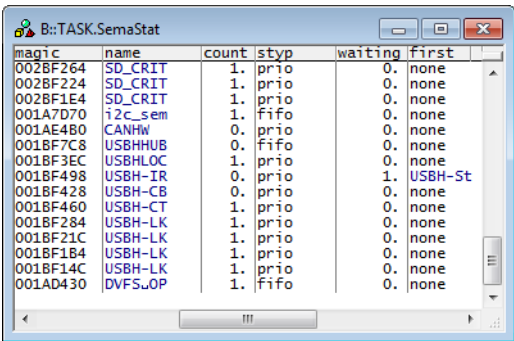 B::TASK.SemaStat
magic name count styp waiting first
002BF264 SD_CRIT 1. prio 0. none
002BF224 SD_CRIT 1. prio 0. none
002BF1E4 SD_CRIT 1. prio 0. none
001A7D70 i2c_sem 1. fifo 0. none
001AE4B0 CANHW 0. prio 0. none
001BF7C8 USBHHUB 0. fifo 0. none
001BF3EC USBHLOC 1. prio 0. none
001BF498 USBH-IR 0. prio 1. USBH-St
001BF428 USBH-CB 0. prio 0. none
001BF460 USBH-CT 1. prio 0. none
001BF284 USBH-LK 1. prio 0. none
001BF21C USBH-LK 1. prio 0. none
001BF1B4 USBH-LK 1. prio 0. none
001BF14C USBH-LK 1. prio 0. none
001AD430 DVFS␣OP 1. fifo 0. none